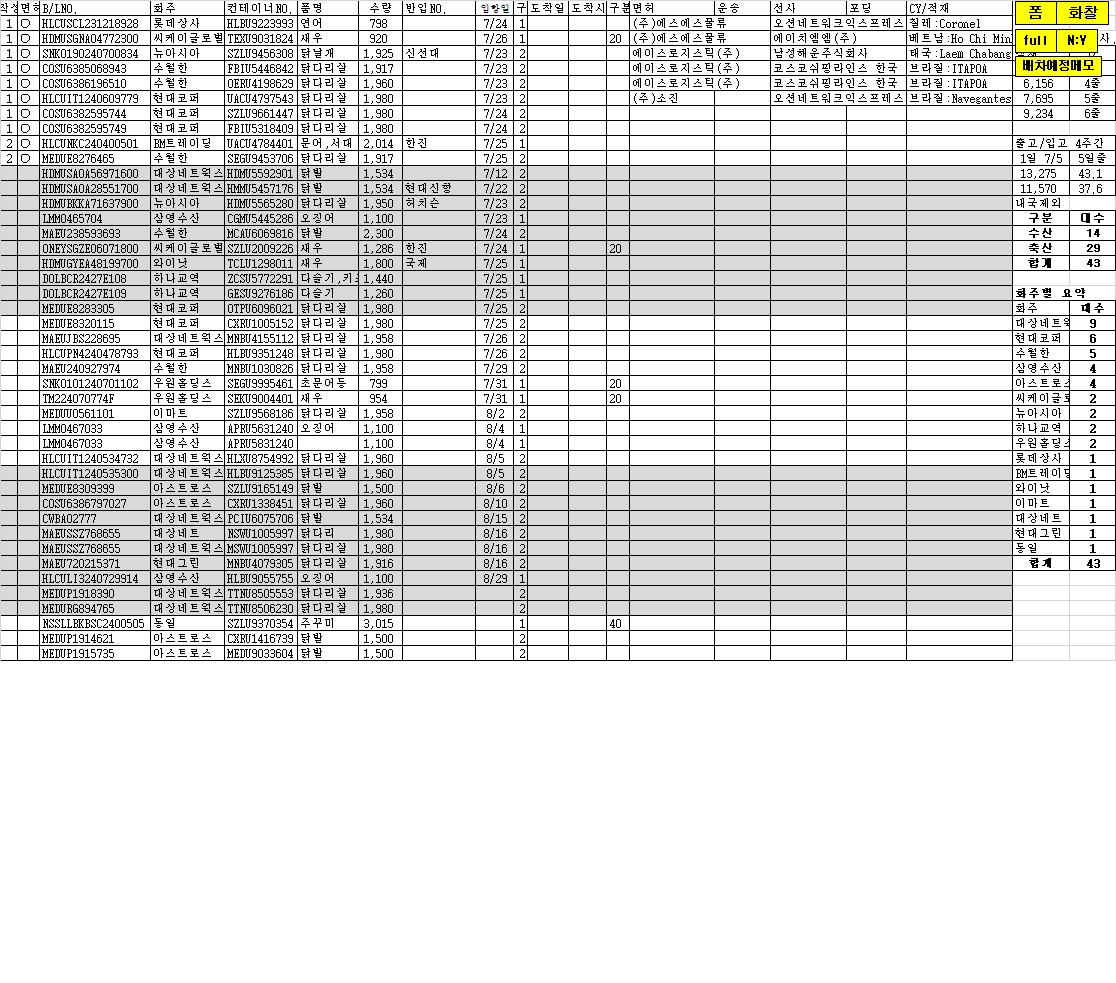 작성 면허 B/LNO. 화주 컨테이너NO. 품명 수량 반입NO. 입항일 구 도착일 도착시 구분 면허 운송 선사 포딩 CY/적재 폼 화찰
1 O HLCUSCL231218928 롯데상사 HLBU9223993 연어 798 7/24 1 (주)에스에스물류 오션네트워크익스프레스 칠레:Coronel
1 O HDMUSGNA04772300 씨케이글로벌 TEXU9031824 새우 920 7/26 1 20 (주)에스에스물류 에이치엠엠(주) 베트남:Ho Chi Min full N:Y
1 O SNKO190240700834 뉴아시아 SZLU9456308 닭날개 1,925 신선대 7/23 2 에이스로지스틱(주) 남성해운주식회사 태국:Laem Chabang
1 O COSU6385068943 수월한 FBIU5446842 닭다리살 1,980 7/23 2 에이스로지스틱(주) 코스코쉬핑라인스 한국 브라질:ITAPOA 배차예정메모
1 O COSU6386196510 수월한 OERU4198629 닭다리살 1,960 7/23 2 에이스로지스틱(주) 코스코쉬핑라인스 한국 브라질:ITAPOA 6,156 4줄
1 O HLCUIT1240609779 현대코퍼 UACU4797543 닭다리살 1,980 7/24 2 (주)소진 오션네트워크익스프레스 브라질:Navegantes 7,695 5줄
1 O COSU6382595744 현대코퍼 SZLU9661447 닭다리살 1,980 7/24 2 9,234 6줄
1 O COSU6382595749 현대코퍼 FBIU5318409 닭다리살 1,980 7/24 2
2 O HLCUNKC240400501 BM트레이딩 UACU4784401 문어,서대 2,014 한진 7/25 1 출고/입고 4주간
2 O MEDUE8276465 수월한 SEGU9453706 닭다리살 1,917 7/25 2 1일 7/5 5일줄
HDMUSAOA56971600 대상네트웍스 HDMU5592901 닭발 1,534 7/12 2 13,275 43.1
HDMUSAOA28551700 대상네트웍스 HMMU5457176 닭발 1,534 현대신항 7/22 2 11,570 37.6
HDMUBKKA71637900 뉴아시아 HDMU5565280 닭다리살 1,950 허치슨 7/23 2 내국제외
LMM0465704 삼영수산 CGMU5445286 오징어 1,100 7/23 1 구분 대수
MAEU238593693 수월한 MCAU6069816 닭발 2,300 7/24 2 수산 14
ONEYSGZE06071800 씨케이글로벌 SZLU2009226 새우 1,286 한진 7/24 1 20 축산 29
HDMUGYEA48199700 와이낫 TCLU1298011 새우 1,800 국제 7/25 1 합계 43
DOLBCR2427E108 하나교역 ZCSU5772291 다슬기,키조 1,440 7/25 1
DOLBCR2427E109 하나교역 GESU9276186 다슬기 1,260 7/25 1 화주별 요약
MEDUE8283305 현대코퍼 OTPU6096021 닭다리살 1,980 7/25 2 화주 대수
MEDUE8320115 현대코퍼 CXRU1005152 닭다리살 1,980 7/25 2 대상네트웍 9
MAEUJBS228695 대상네트웍스 MNBU4155112 닭다리살 1,958 7/26 2 현대코퍼 6
HLCUPN4240478793 현대코퍼 HLBU9351248 닭다리살 1,980 7/26 2 수월한 5
MAEU240927974 수월한 MNBU1030826 닭다리살 1,958 7/29 2 삼영수산 4
SNKO101240701102 우원홀딩스 SEGU9995461 초문어등 799 7/31 1 20 아스트로스 4
TM224070774F 우원홀딩스 SEKU9004401 새우 954 7/31 1 20 씨케이글로 2
MEDUU0561101 이마트 SZLU9568186 닭다리살 1,958 8/2 2 뉴아시아 2
LMM0467033 삼영수산 APRU5631240 오징어 1,100 8/4 1 하나교역 2
LMM0467033 삼영수산 APRU5831240 1,100 8/4 1 우원홀딩스 2
HLCUIT1240534732 대상네트웍스 HLXU8754992 닭다리살 1,960 8/5 2 롯데상사 1
HLCUIT1240535300 대상네트웍스 HLBU9125385 닭다리살 1,960 8/5 2 BM트레이딩 1
MEDUE8309399 아스트로스 SZLU9165149 닭발 1,500 8/6 2 와이낫 1
COSU6386797027 아스트로스 CXRU1338451 닭다리살 1,960 8/10 2 이마트 1
CWBA02777 대상네트웍스 PCIU6075706 닭발 1,534 8/15 2 대상네트 1
MAEUSSZ768655 대상네트 NSWU1005997 닭다리 1,980 8/16 2 현대그린 1
MAEUSSZ768655 대상네트웍스 MSWU1005997 닭다리살 1,980 8/16 2 동일 1
MAEU720215371 현대그린 MNBU4079305 닭다리살 1,916 8/16 2 합계 43
HLCULI3240729914 삼영수산 HLBU9055755 오징어 1,100 8/29 1
MEDUP1918390 대상네트웍스 TTNU8505553 닭다리살 1,936 2
MEDURG894765 대상네트웍스 TTNU8506230 닭다리살 1,980 2
NSSLLBKBSC2400505 동일 SZLU9370354 주꾸미 3,015 1 40
MEDUP1914621 아스트로스 CXRU1416739 닭발 1,500 2
MEDUP1915735 아스트로스 MEDU9033604 닭발 1,500 2